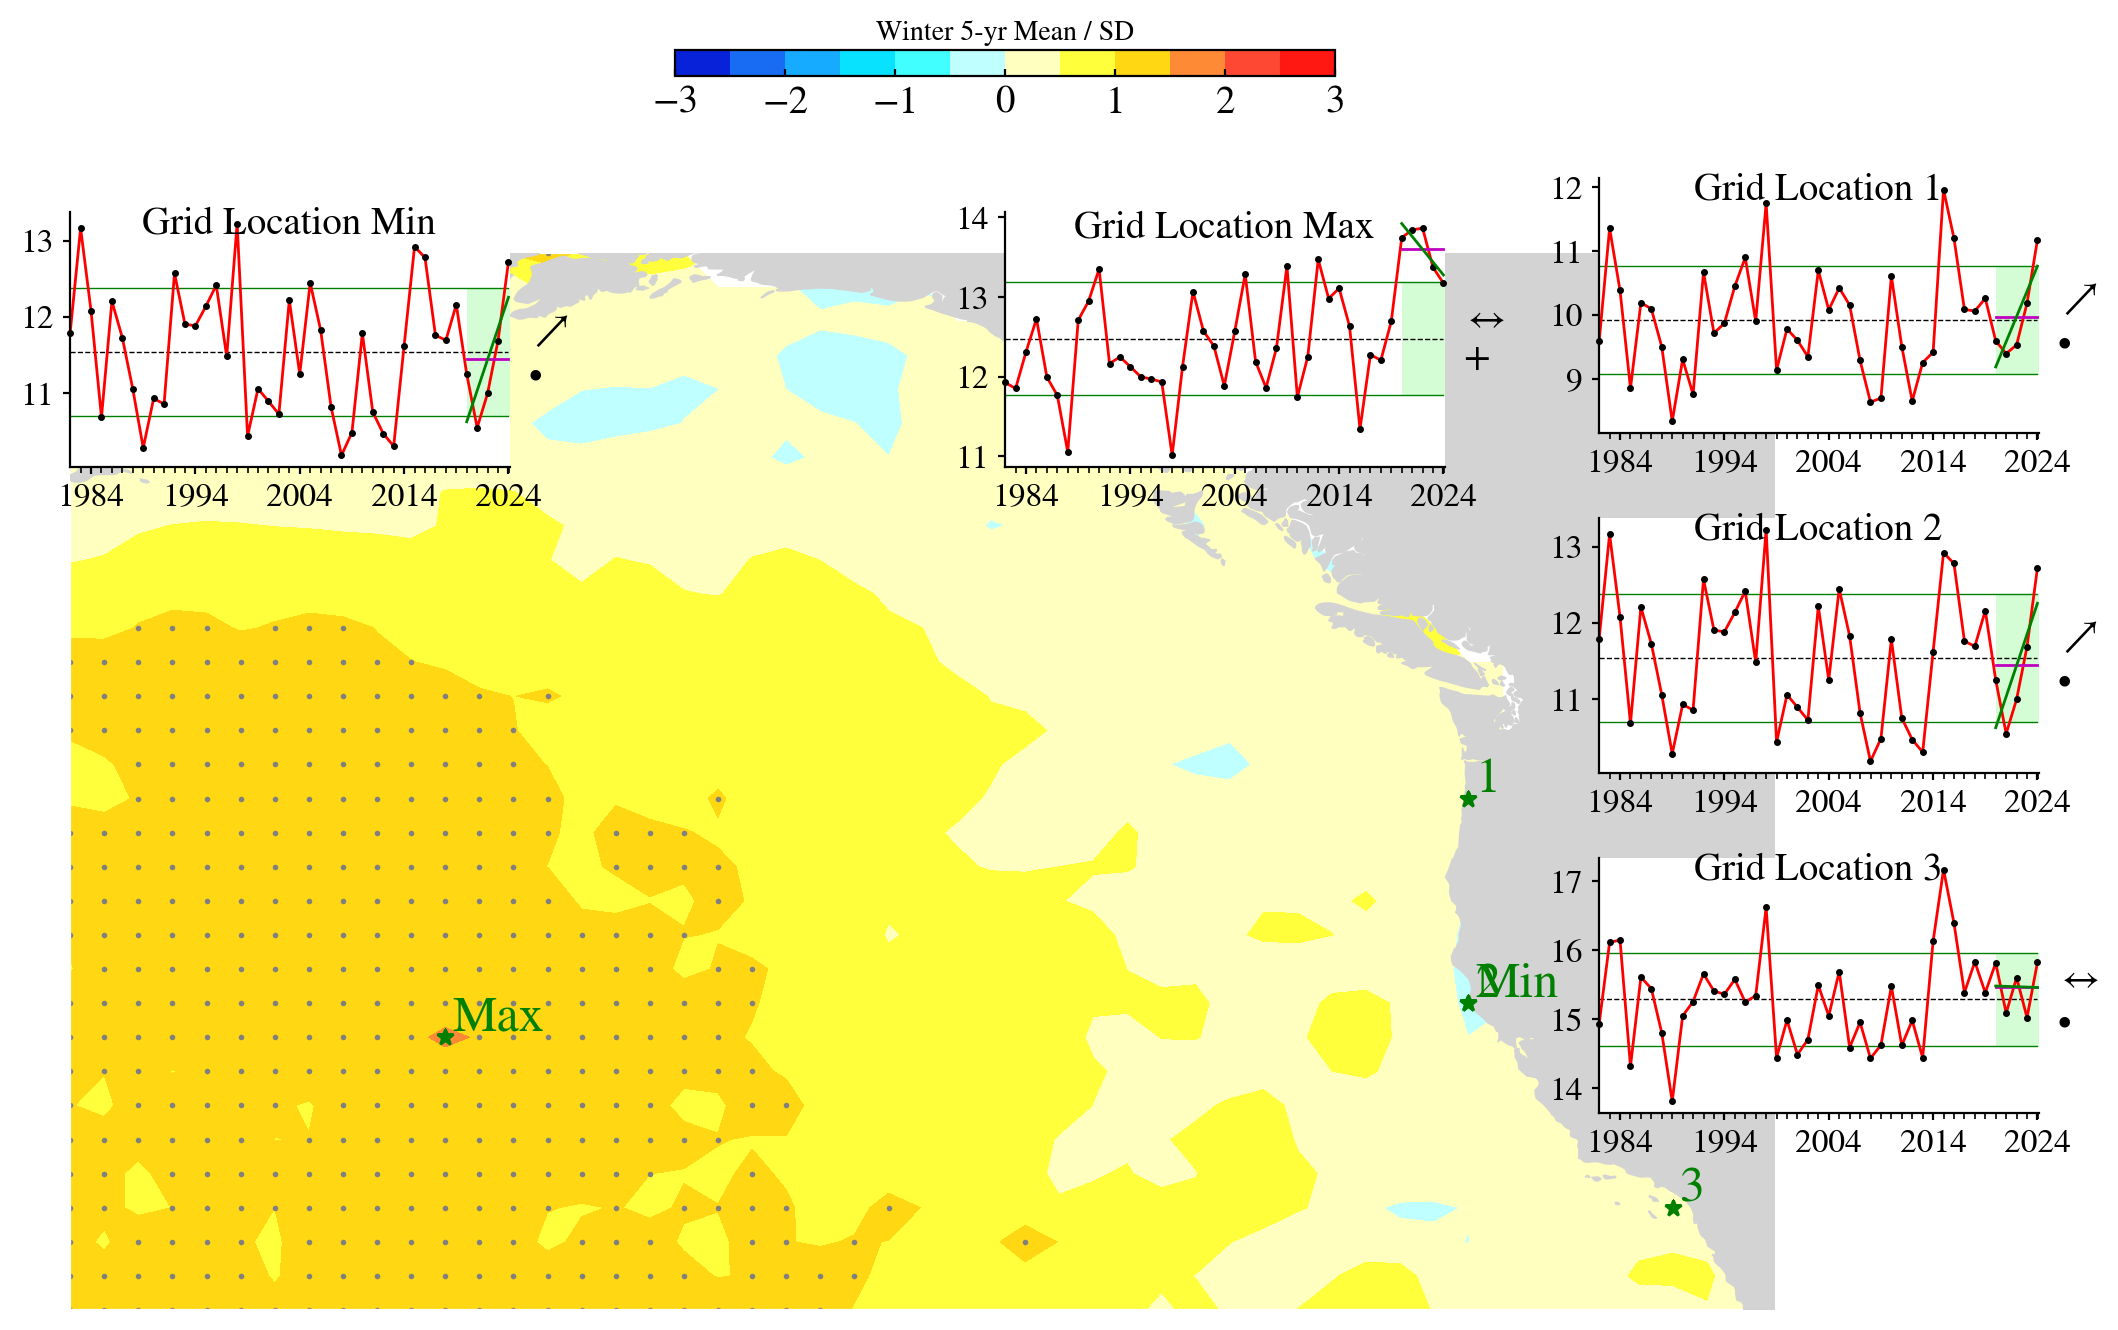 Winter 5-yr Mean / SD
−3 −2 −1 0 1 2 3
Grid Location Min
13
12
11
1984 1994 2004 2014 2024
Grid Location Max
14
13
12
11
1984 1994 2004 2014 2024
+
Grid Location 1
12
11
10
9
1984 1994 2004 2014 2024
Grid Location 2
13
12
11
1984 1994 2004 2014 2024
Grid Location 3
17
16
15
14
1984 1994 2004 2014 2024
1
2
Min
Max
3